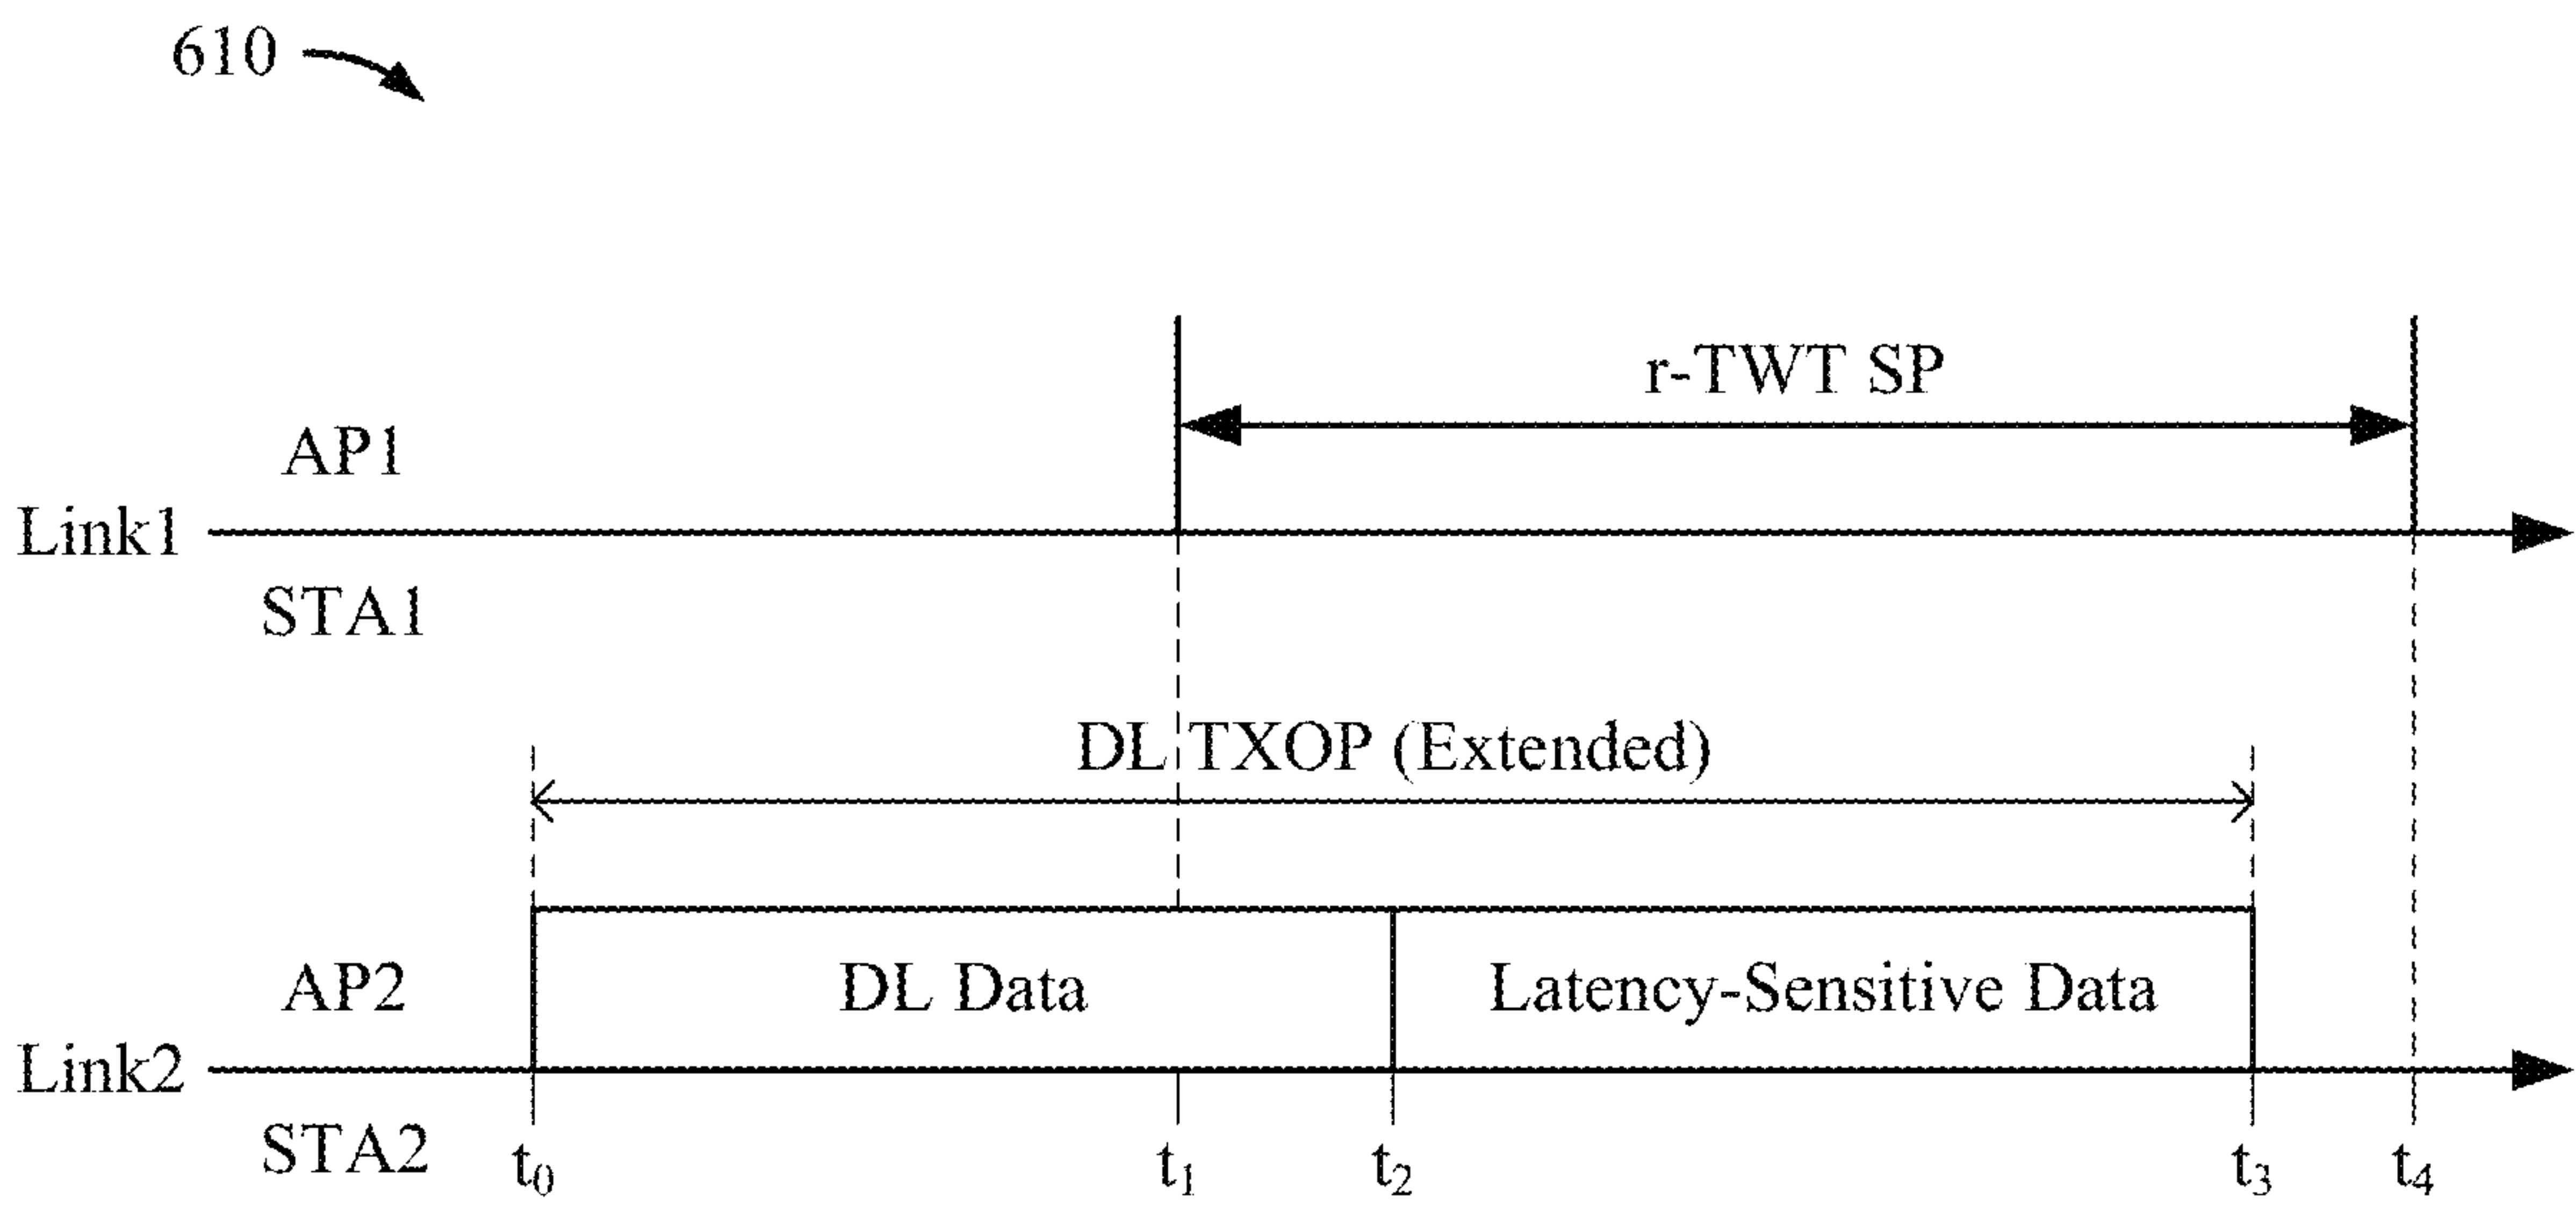 610
r-TWT SP
AP1
Link1
STA1
DL TXOP (Extended)
AP2
DL Data
Latency-Sensitive Data
Link2
STA2
t0 t1 t2 t3 t4